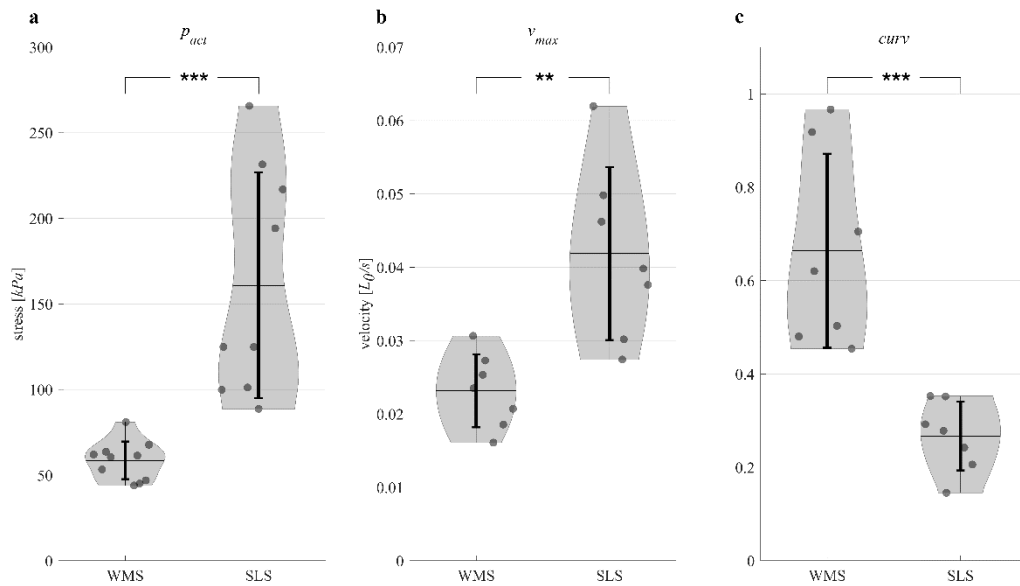 a
p_act
***
300
250
200
150
100
50
0
stress [kPa]
WMS
SLS
b
v_max
**
0.07
0.06
0.05
0.04
0.03
0.02
0.01
0
velocity [L0/s]
WMS
SLS
c
curv
***
1
0.8
0.6
0.4
0.2
0
WMS
SLS